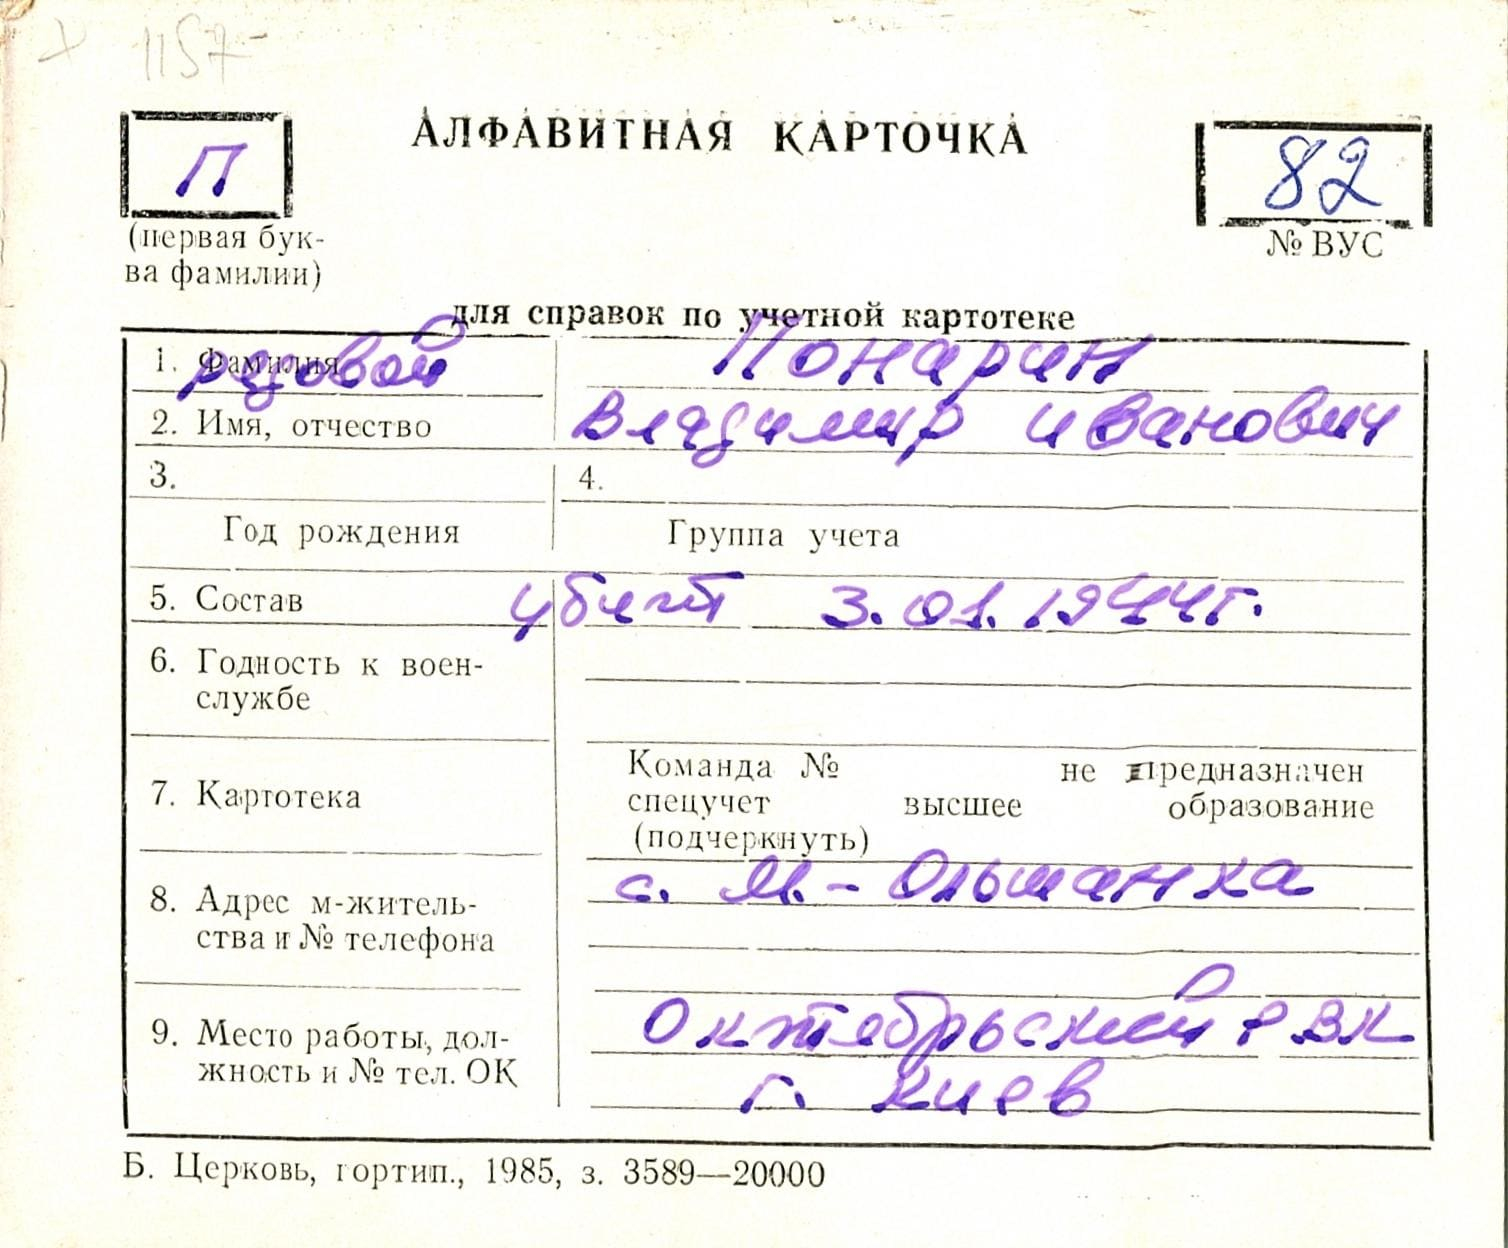 1157-
АЛФАВИТНАЯ КАРТОЧКА
П
82
(первая бук-
ва фамилии)
№ ВУС
для справок по учетной картотеке
1. Фамилия рядовой Понарин
2. Имя, отчество Владимир Иванович
3. 4.
Год рождения Группа учета
5. Состав убит 3.01.1944г.
6. Годность к воен-
службе
7. Картотека
Команда № не предназначен
спецучет высшее образование
(подчеркнуть)
8. Адрес м-житель-
ства и № телефона
с. М.-Ольшанка
9. Место работы, дол-
жность и № тел. ОК
Октябрьский РВК
г. Киев
Б. Церковь, гортип., 1985, з. 3589—20000